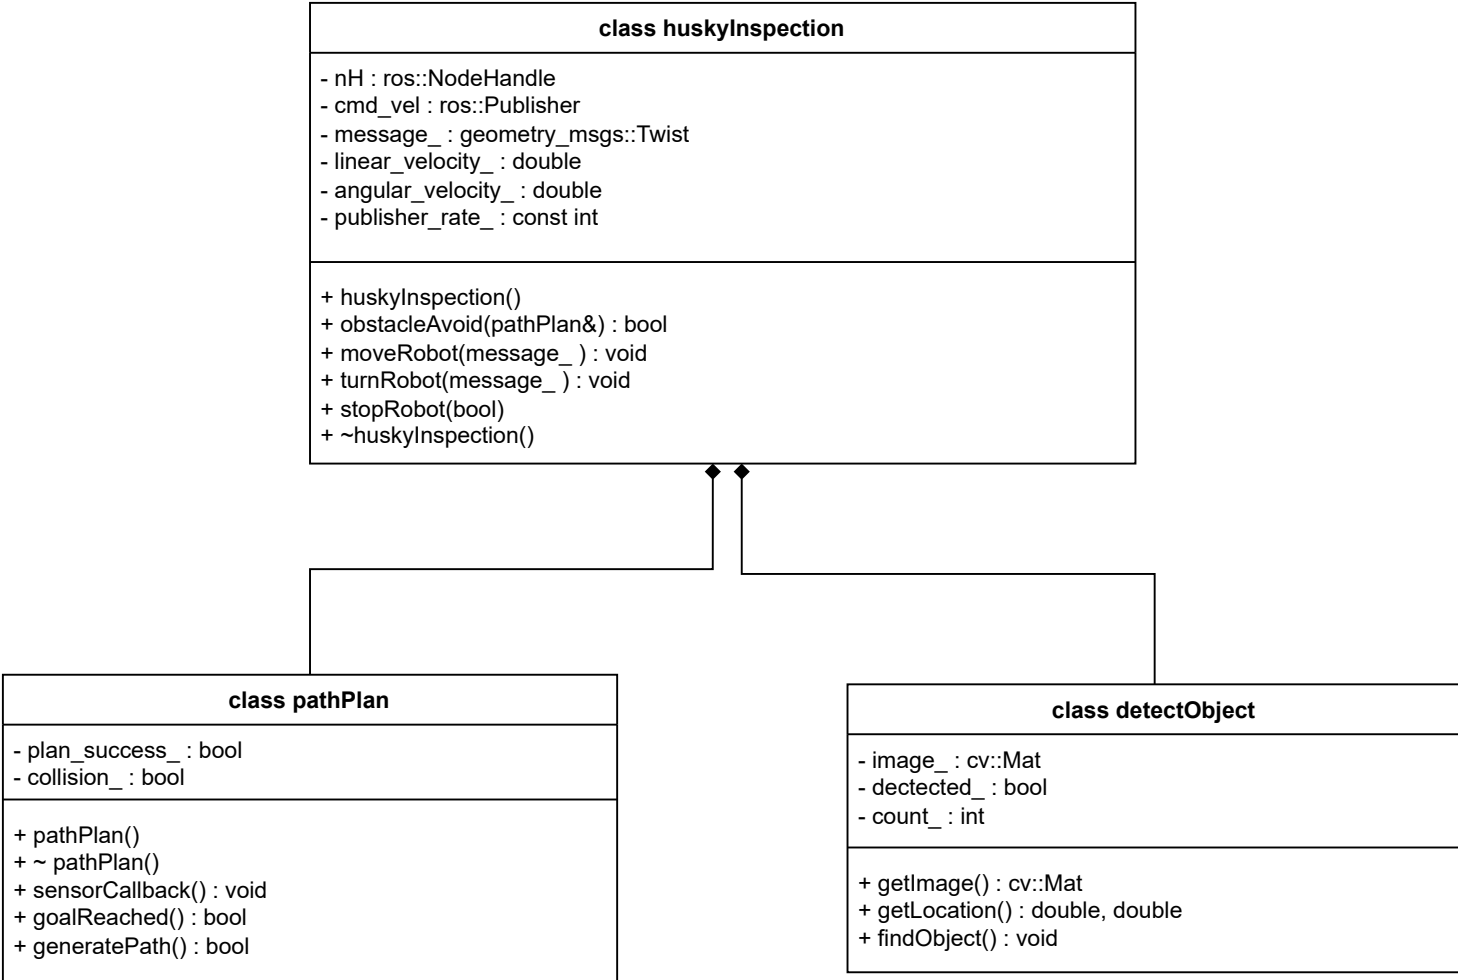 class huskyInspection
- nH : ros::NodeHandle
- cmd_vel : ros::Publisher
- message_ : geometry_msgs::Twist
- linear_velocity_ : double
- angular_velocity_ : double
- publisher_rate_ : const int
+ huskyInspection()
+ obstacleAvoid(pathPlan&) : bool
+ moveRobot(message_ ) : void
+ turnRobot(message_ ) : void
+ stopRobot(bool)
+ ~huskyInspection()
class pathPlan
- plan_success_ : bool
- collision_ : bool
+ pathPlan()
+ ~ pathPlan()
+ sensorCallback() : void
+ goalReached() : bool
+ generatePath() : bool
class detectObject
- image_ : cv::Mat
- dectected_ : bool
- count_ : int
+ getImage() : cv::Mat
+ getLocation() : double, double
+ findObject() : void